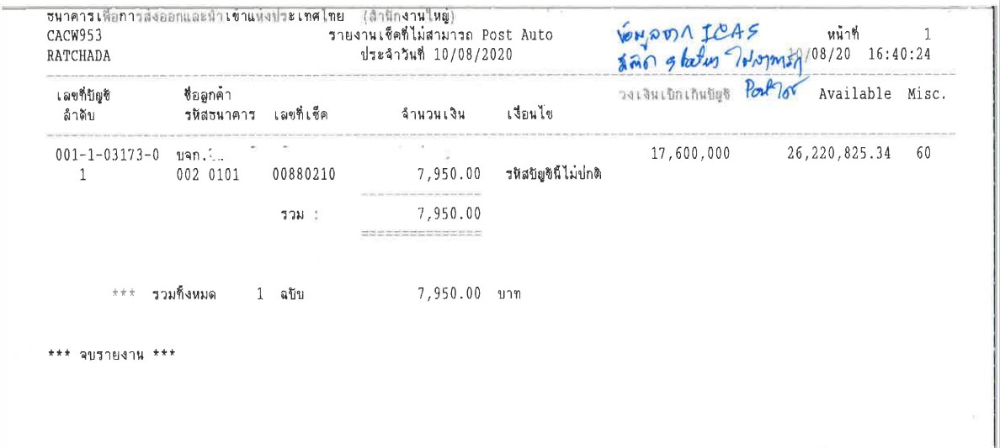 ธนาคารเพื่อการส่งออกและนำเข้าแห่งประเทศไทย (สำนักงานใหญ่)
CACW953 รายงานเช็คที่ไม่สามารถ Post Auto หน้าที่ 1
RATCHADA ประจำวันที่ 10/08/2020 10/08/20 16:40:24
ข้อมูลจาก ICAS
status ไม่สามารถ
Post ได้
เลขที่บัญชี ชื่อลูกค้า วงเงินเบิกเกินบัญชี Available Misc.
ลำดับ รหัสธนาคาร เลขที่เช็ค จำนวนเงิน เงื่อนไข
001-1-03173-0 บจก. 17,600,000 26,220,825.34 60
1 002 0101 00880210 7,950.00 รหัสบัญชีนี้ไม่ปกติ
รวม : 7,950.00
*** รวมทั้งหมด 1 ฉบับ 7,950.00 บาท
*** จบรายงาน ***